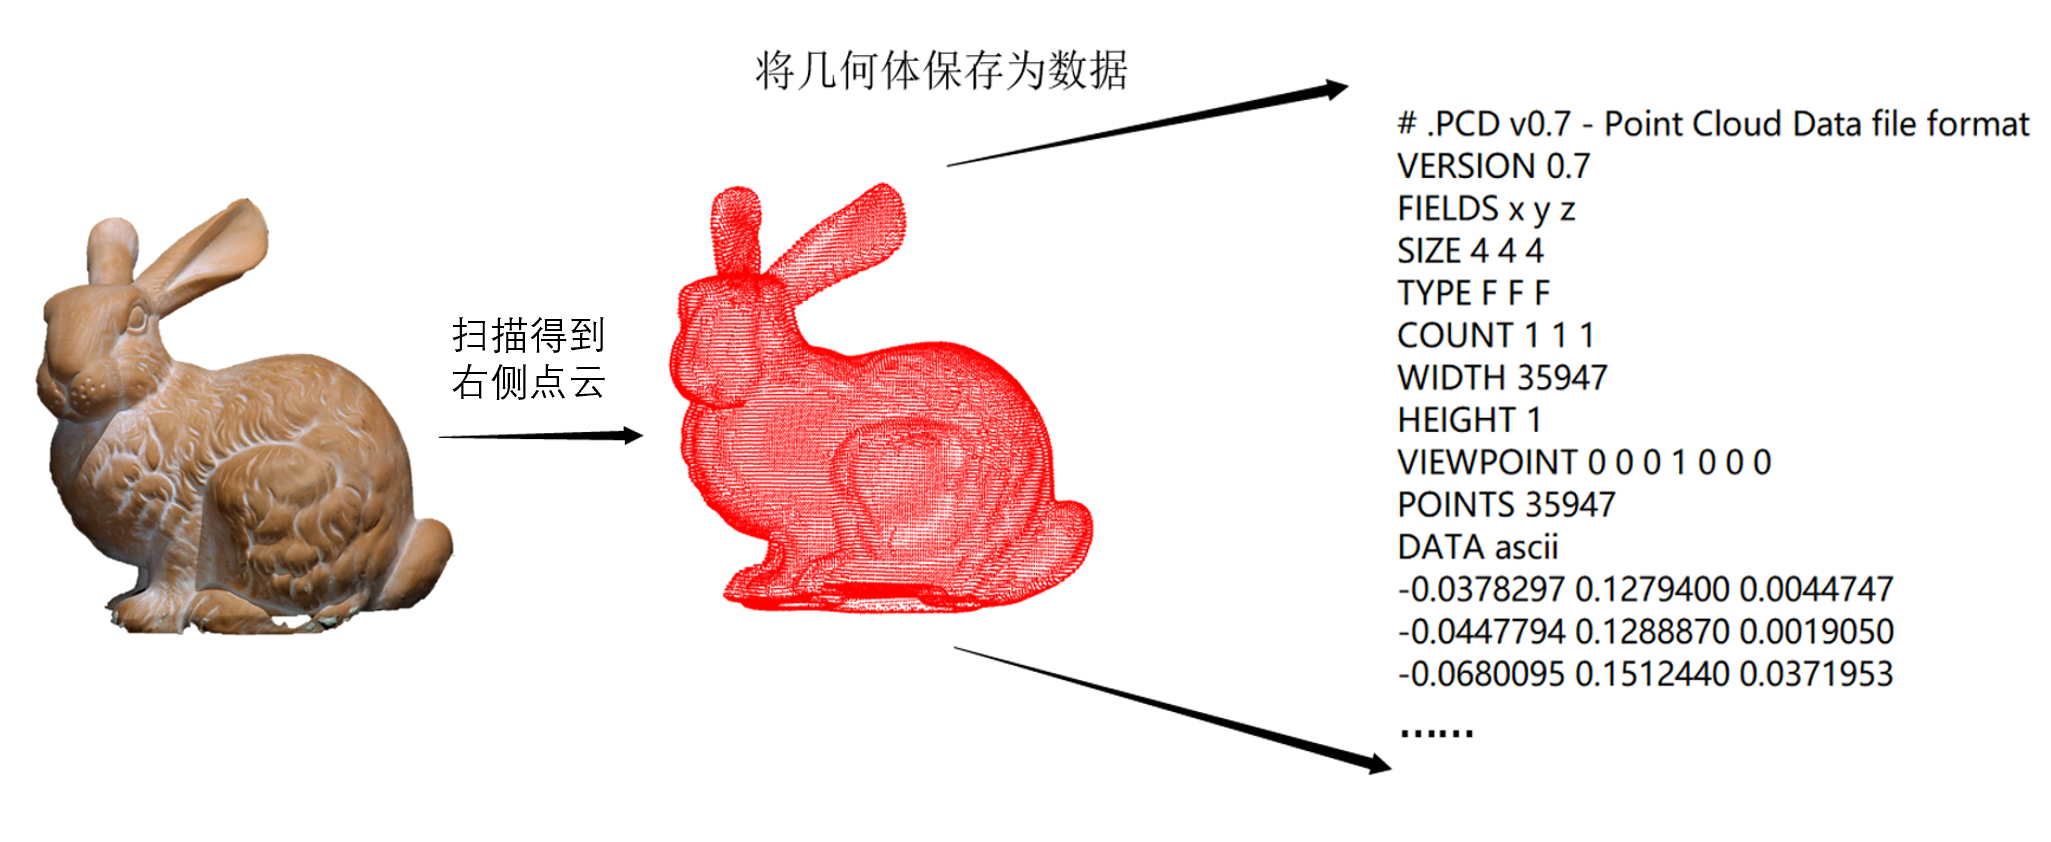 将几何体保存为数据
扫描得到
右侧点云
# .PCD v0.7 - Point Cloud Data file format
VERSION 0.7
FIELDS x y z
SIZE 4 4 4
TYPE F F F
COUNT 1 1 1
WIDTH 35947
HEIGHT 1
VIEWPOINT 0 0 0 1 0 0 0
POINTS 35947
DATA ascii
-0.0378297 0.1279400 0.0044747
-0.0447794 0.1288870 0.0019050
-0.0680095 0.1512440 0.0371953
……